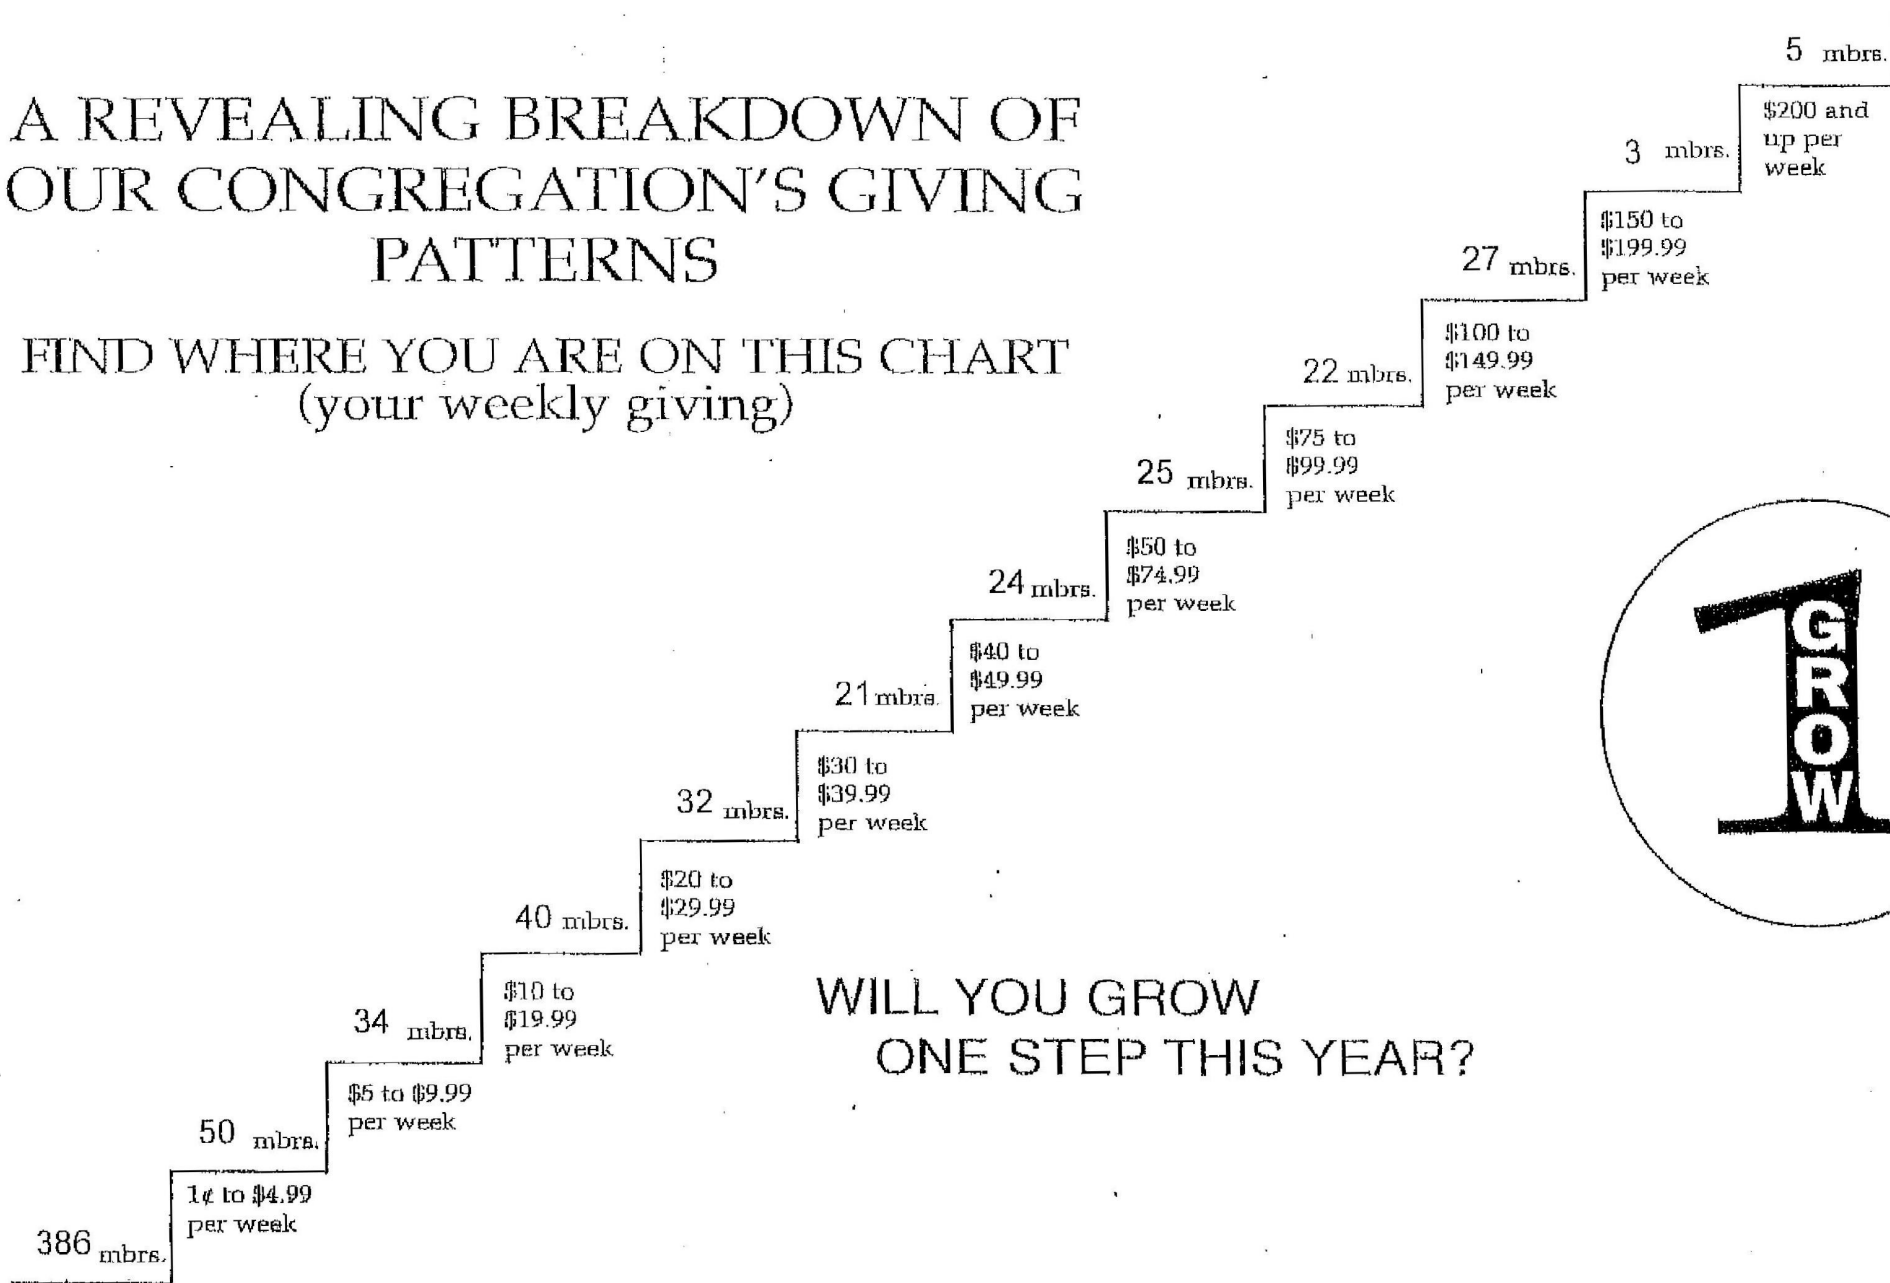 A REVEALING BREAKDOWN OF
OUR CONGREGATION'S GIVING
PATTERNS
FIND WHERE YOU ARE ON THIS CHART
(your weekly giving)
5 mbrs.
$200 and
up per
week
3 mbrs.
$150 to
$199.99
per week
27 mbrs.
$100 to
$149.99
per week
22 mbrs.
$75 to
$99.99
per week
25 mbrs.
$50 to
$74.99
per week
24 mbrs.
$40 to
$49.99
per week
21 mbrs.
$30 to
$39.99
per week
32 mbrs.
$20 to
$29.99
per week
40 mbrs.
$10 to
$19.99
per week
34 mbrs.
$5 to $9.99
per week
50 mbrs.
1¢ to $4.99
per week
386 mbrs.
1
GROW
WILL YOU GROW
ONE STEP THIS YEAR?